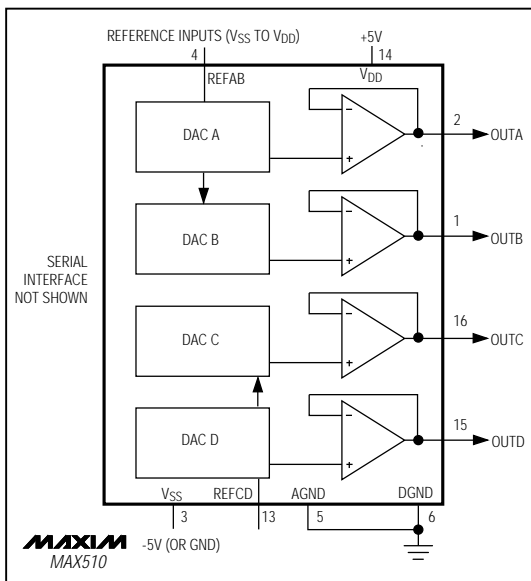 REFERENCE INPUTS (VSS TO VDD)
+5V
4
14
REFAB
VDD
DAC A
-
+
2
OUTA
DAC B
-
+
1
OUTB
SERIAL
INTERFACE
NOT SHOWN
DAC C
-
+
16
OUTC
DAC D
-
+
15
OUTD
VSS
REFCD
AGND
DGND
3
13
5
6
-5V (OR GND)
MAXIM
MAX510